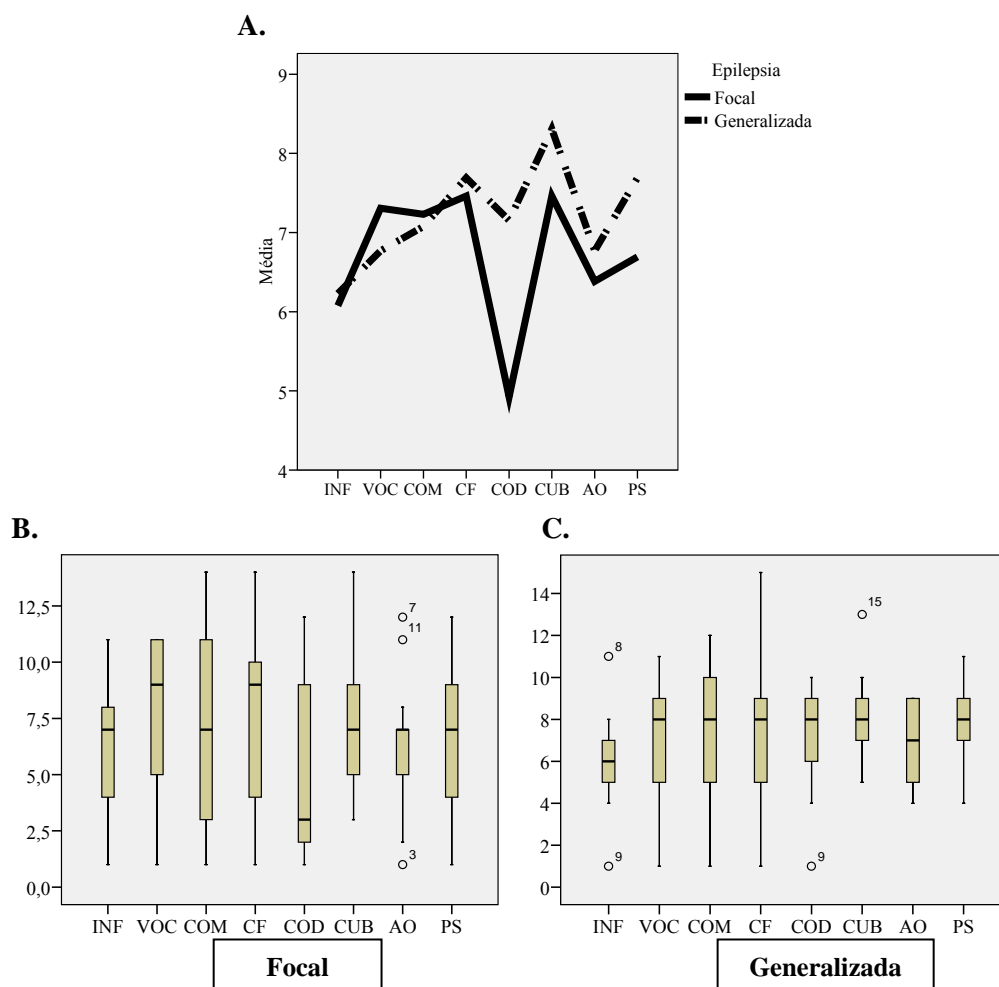 A.
Epilepsia
Focal
Generalizada
Média
9
8
7
6
5
4
INF VOC COM CF COD CUB AO PS
B.
12,5
10,0
7,5
5,0
2,5
0,0
7
11
3
INF VOC COM CF COD CUB AO PS
Focal
C.
14
12
10
8
6
4
2
0
8
9
9
15
INF VOC COM CF COD CUB AO PS
Generalizada